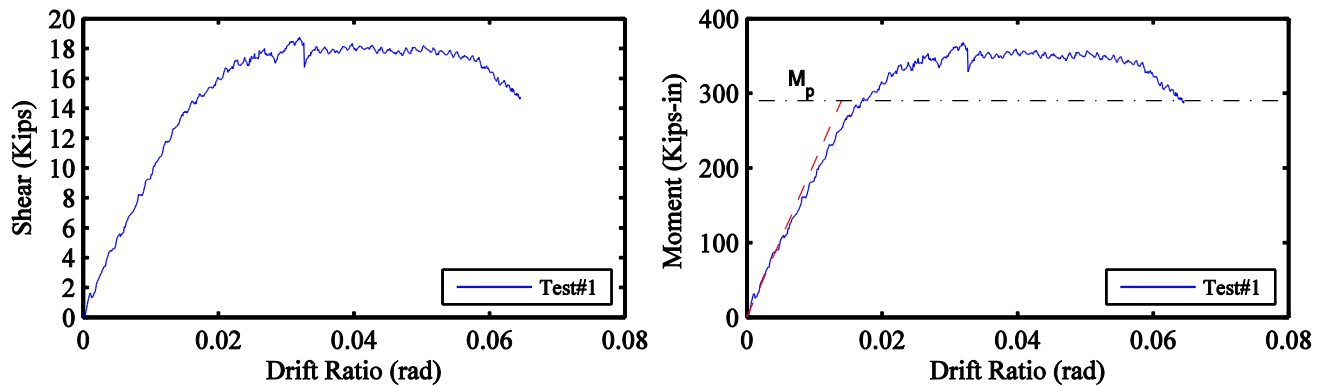 20
18
16
14
12
10
8
6
4
2
0
Shear (Kips)
0 0.02 0.04 0.06 0.08
Drift Ratio (rad)
Test#1
400
300
200
100
0
Moment (Kips-in)
Mp
0 0.02 0.04 0.06 0.08
Drift Ratio (rad)
Test#1